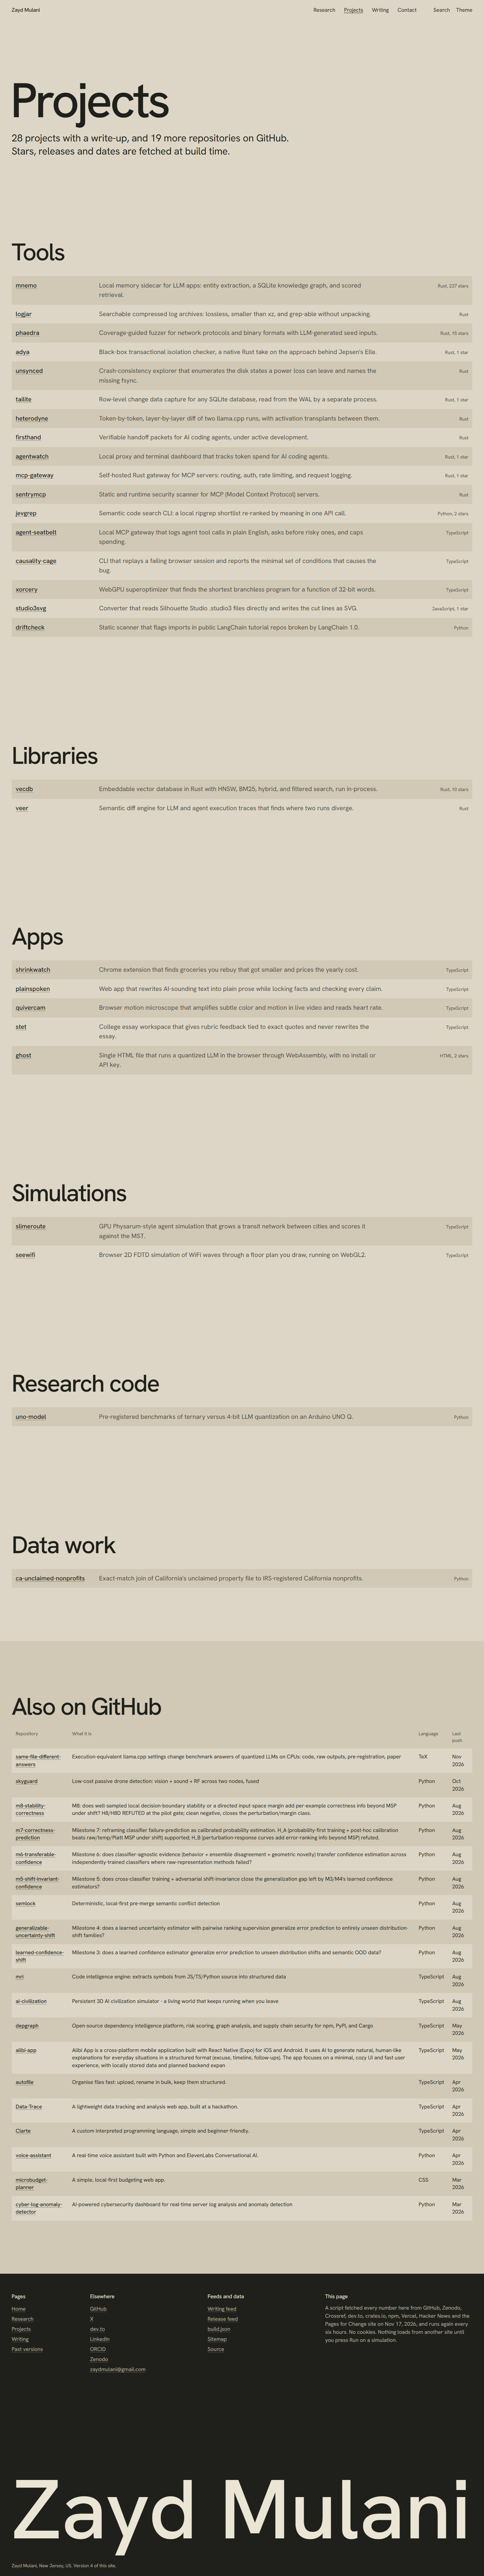 Zayd Mulani
Research Projects Writing Contact Search Theme
Projects
28 projects with a write-up, and 19 more repositories on GitHub.
Stars, releases and dates are fetched at build time.
Tools
mnemo Local memory sidecar for LLM apps: entity extraction, a SQLite knowledge graph, and scored Rust, 237 stars
retrieval.
logjar Searchable compressed log archives: lossless, smaller than xz, and grep-able without unpacking. Rust
phaedra Coverage-guided fuzzer for network protocols and binary formats with LLM-generated seed inputs. Rust, 15 stars
adya Black-box transactional isolation checker, a native Rust take on the approach behind Jepsen's Elle. Rust, 1 star
unsynced Crash-consistency explorer that enumerates the disk states a power loss can leave and names the Rust
missing fsync.
tailite Row-level change data capture for any SQLite database, read from the WAL by a separate process. Rust, 1 star
heterodyne Token-by-token, layer-by-layer diff of two llama.cpp runs, with activation transplants between them. Rust
firsthand Verifiable handoff packets for AI coding agents, under active development. Rust
agentwatch Local proxy and terminal dashboard that tracks token spend for AI coding agents. Rust, 1 star
mcp-gateway Self-hosted Rust gateway for MCP servers: routing, auth, rate limiting, and request logging. Rust, 1 star
sentrymcp Static and runtime security scanner for MCP (Model Context Protocol) servers. Rust
jevgrep Semantic code search CLI: a local ripgrep shortlist re-ranked by meaning in one API call. Python, 2 stars
agent-seatbelt Local MCP gateway that logs agent tool calls in plain English, asks before risky ones, and caps TypeScript
spending.
causality-cage CLI that replays a failing browser session and reports the minimal set of conditions that causes the TypeScript
bug.
xorcery WebGPU superoptimizer that finds the shortest branchless program for a function of 32-bit words. TypeScript
studio3svg Converter that reads Silhouette Studio .studio3 files directly and writes the cut lines as SVG. JavaScript, 1 star
driftcheck Static scanner that flags imports in public LangChain tutorial repos broken by LangChain 1.0. Python
Libraries
vecdb Embeddable vector database in Rust with HNSW, BM25, hybrid, and filtered search, run in-process. Rust, 10 stars
veer Semantic diff engine for LLM and agent execution traces that finds where two runs diverge. Rust
Apps
shrinkwatch Chrome extension that finds groceries you rebuy that got smaller and prices the yearly cost. TypeScript
plainspoken Web app that rewrites AI-sounding text into plain prose while locking facts and checking every claim. TypeScript
quivercam Browser motion microscope that amplifies subtle color and motion in live video and reads heart rate. TypeScript
stet College essay workspace that gives rubric feedback tied to exact quotes and never rewrites the TypeScript
essay.
ghost Single HTML file that runs a quantized LLM in the browser through WebAssembly, with no install or HTML, 2 stars
API key.
Simulations
slimeroute GPU Physarum-style agent simulation that grows a transit network between cities and scores it TypeScript
against the MST.
seewifi Browser 2D FDTD simulation of WiFi waves through a floor plan you draw, running on WebGL2. TypeScript
Research code
uno-model Pre-registered benchmarks of ternary versus 4-bit LLM quantization on an Arduino UNO Q. Python
Data work
ca-unclaimed-nonprofits Exact-match join of California's unclaimed property file to IRS-registered California nonprofits. Python
Also on GitHub
Repository What it is Language Last
push
same-file-different- Execution-equivalent llama.cpp settings change benchmark answers of quantized LLMs on CPUs: code, raw outputs, pre-registration, paper TeX Nov
answers 2026
skyguard Low-cost passive drone detection: vision + sound + RF across two nodes, fused Python Oct
2026
m8-stability- M8: does well-sampled local decision-boundary stability or a directed input space margin add per-example correctness info beyond MSP Python Aug
correctness under shift? H8/H8D REFUTED at the pilot gate; clean negative, closes the perturbation/margin class. 2026
m7-correctness- Milestone 7: reframing classifier failure-prediction as calibrated probability estimation. H_A (probability-first training + post-hoc calibration Python Aug
prediction beats raw/temp/Platt MSP under shift) supported; H_B (perturbation-response curves add error-ranking info beyond MSP) refuted. 2026
m6-transferable- Milestone 6: does classifier-agnostic evidence (behavior + ensemble disagreement + geometric novelty) transfer confidence estimation across Python Aug
confidence independently-trained classifiers where raw-representation methods failed? 2026
m5-shift-invariant- Milestone 5: does cross-classifier training + adversarial shift-invariance close the generalization gap left by M3/M4's learned confidence Python Aug
confidence estimators? 2026
semlock Deterministic, local-first pre-merge semantic conflict detection Python Aug
2026
generalizable- Milestone 4: does a learned uncertainty estimator with pairwise ranking supervision generalize error prediction to entirely unseen distribution- Python Aug
uncertainty-shift shift families? 2026
learned-confidence- Milestone 3: does a learned confidence estimator generalize error prediction to unseen distribution shifts and semantic OOD data? Python Aug
shift 2026
mri Code intelligence engine: extracts symbols from JS/TS/Python source into structured data TypeScript Aug
2026
ai-civilization Persistent 3D AI civilization simulator - a living world that keeps running when you leave TypeScript Aug
2026
depgraph Open-source dependency intelligence platform, risk scoring, graph analysis, and supply chain security for npm, PyPI, and Cargo TypeScript May
2026
alibi-app Alibi App is a cross-platform mobile application built with React Native (Expo) for iOS and Android. It uses AI to generate natural, human-like TypeScript May
explanations for everyday situations in a structured format (excuse, timeline, follow-ups). The app focuses on a minimal, cozy UI and fast user 2026
experience, with locally stored data and planned backend expan
autofile Organise files fast: upload, rename in bulk, keep them structured. TypeScript Apr
2026
Data-Trace A lightweight data tracking and analysis web app, built at a hackathon. TypeScript Apr
2026
Clarte A custom interpreted programming language, simple and beginner-friendly. TypeScript Apr
2026
voice-assistant A real-time voice assistant built with Python and ElevenLabs Conversational AI. Python Apr
2026
microbudget- A simple, local-first budgeting web app. CSS Mar
planner 2026
cyber-log-anomaly- AI-powered cybersecurity dashboard for real-time server log analysis and anomaly detection Python Mar
detector 2026
Pages
Home
Research
Projects
Writing
Past versions
Elsewhere
GitHub
X
dev.to
LinkedIn
ORCID
Zenodo
zaydmulani@gmail.com
Feeds and data
Writing feed
Release feed
build.json
Sitemap
Source
This page
A script fetched every number here from GitHub, Zenodo,
Crossref, dev.to, crates.io, npm, Vercel, Hacker News and the
Pages for Change site on Nov 17, 2026, and runs again every
six hours. No cookies. Nothing loads from another site until
you press Run on a simulation.
Zayd Mulani
Zayd Mulani, New Jersey, US. Version 4 of this site.